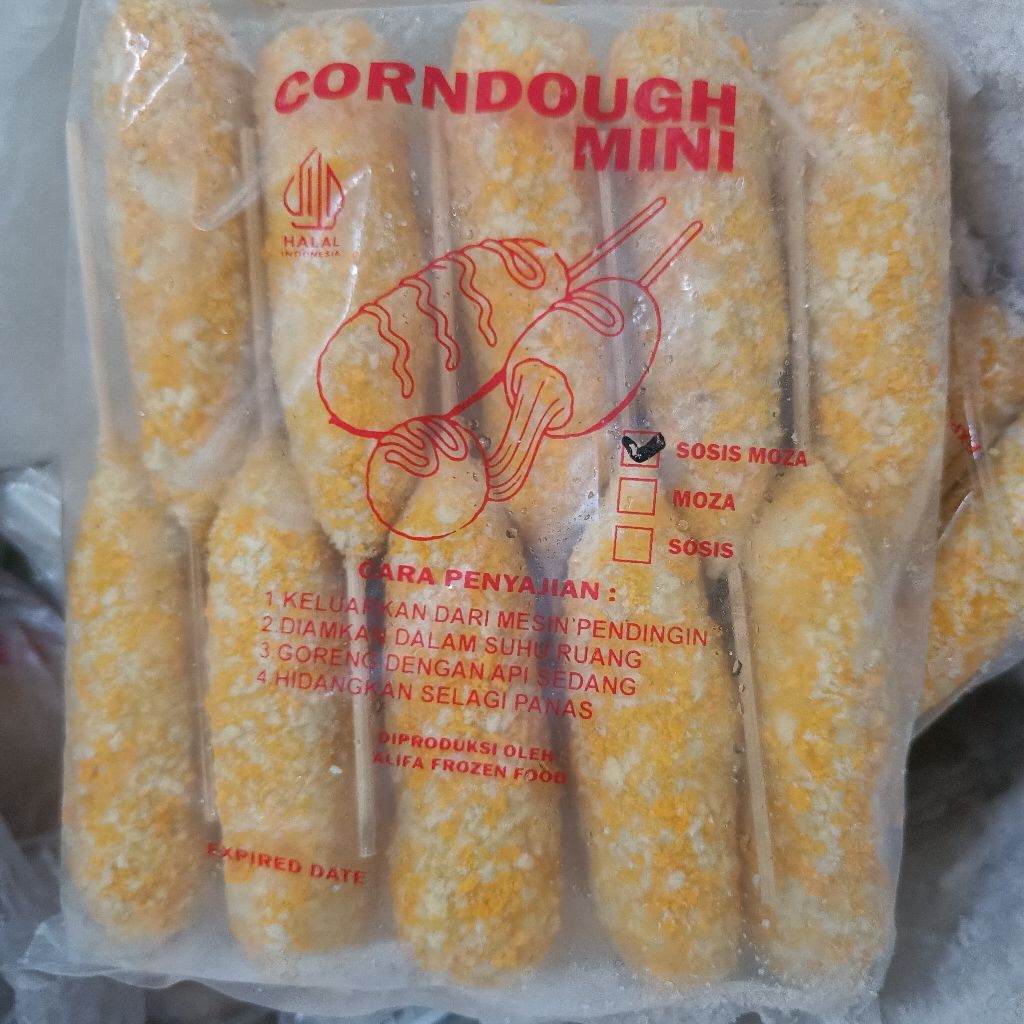 CORNDOUGH
MINI
HALAL
INDONESIA
SOSIS MOZA
MOZA
SOSIS
CARA PENYAJIAN :
1 KELUARKAN DARI MESIN PENDINGIN
2.DIAMKAN DALAM SUHU RUANG
3 GORENG DENGAN API SEDANG
4.HIDANGKAN SELAGI PANAS
DIPRODUKSI OLEH :
ALIFA FROZEN FOOD
EXPIRED DATE